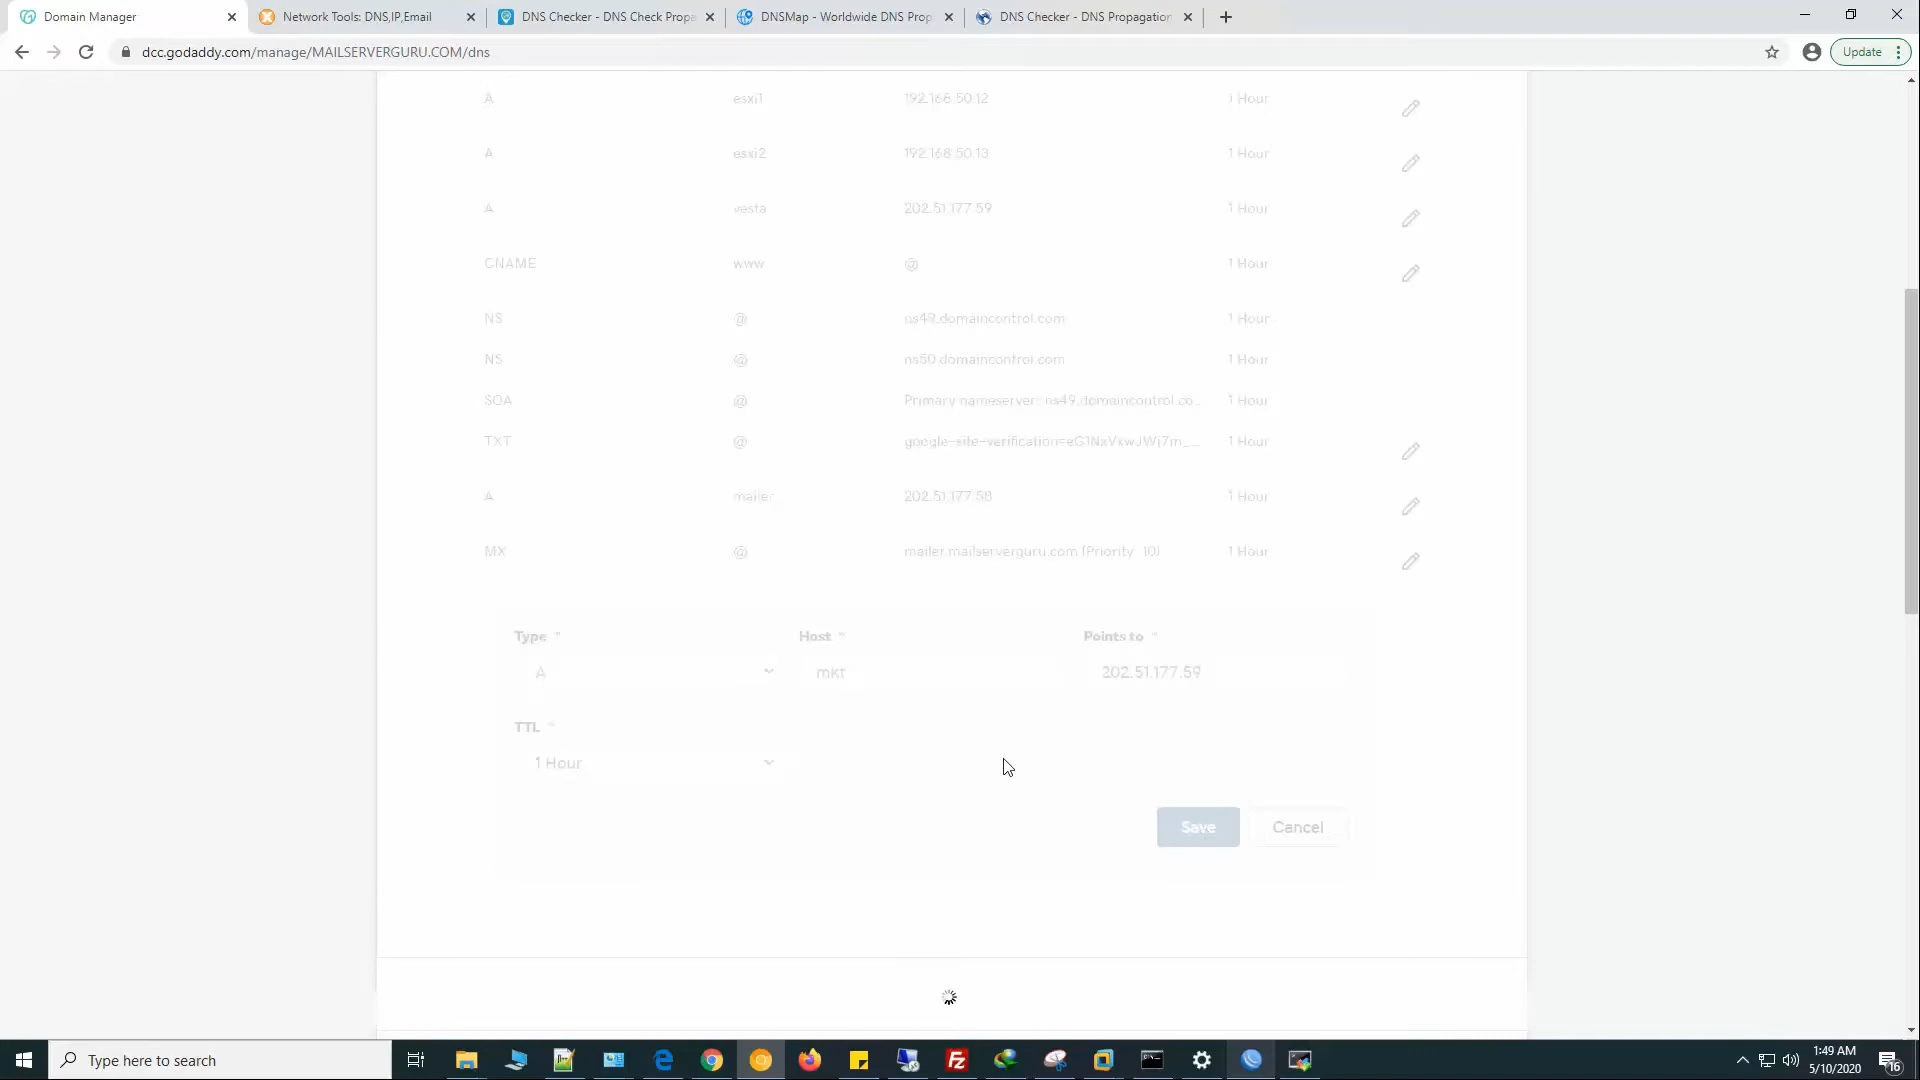 Domain Manager
Network Tools: DNS,IP,Email
DNS Checker - DNS Check Propa
DNSMap - Worldwide DNS Prop
DNS Checker - DNS Propagation
dcc.godaddy.com/manage/MAILSERVERGURU.COM/dns
Update
A esxi1 192.168.50.12 1 Hour
A esxi2 192.168.50.13 1 Hour
A vesta 202.51.177.59 1 Hour
CNAME www @ 1 Hour
NS @ ns49.domaincontrol.com 1 Hour
NS @ ns50.domaincontrol.com 1 Hour
SOA @ Primary nameserver: ns49.domaincontrol.co... 1 Hour
TXT @ 1 Hour
A mailer 202.51.177.58 1 Hour
MX @ mailer.mailserverguru.com (Priority: 10) 1 Hour
Type * Host * Points to *
A mkt 202.51.177.59
TTL *
1 Hour
Save Cancel
Type here to search
1:49 AM
5/10/2020
16